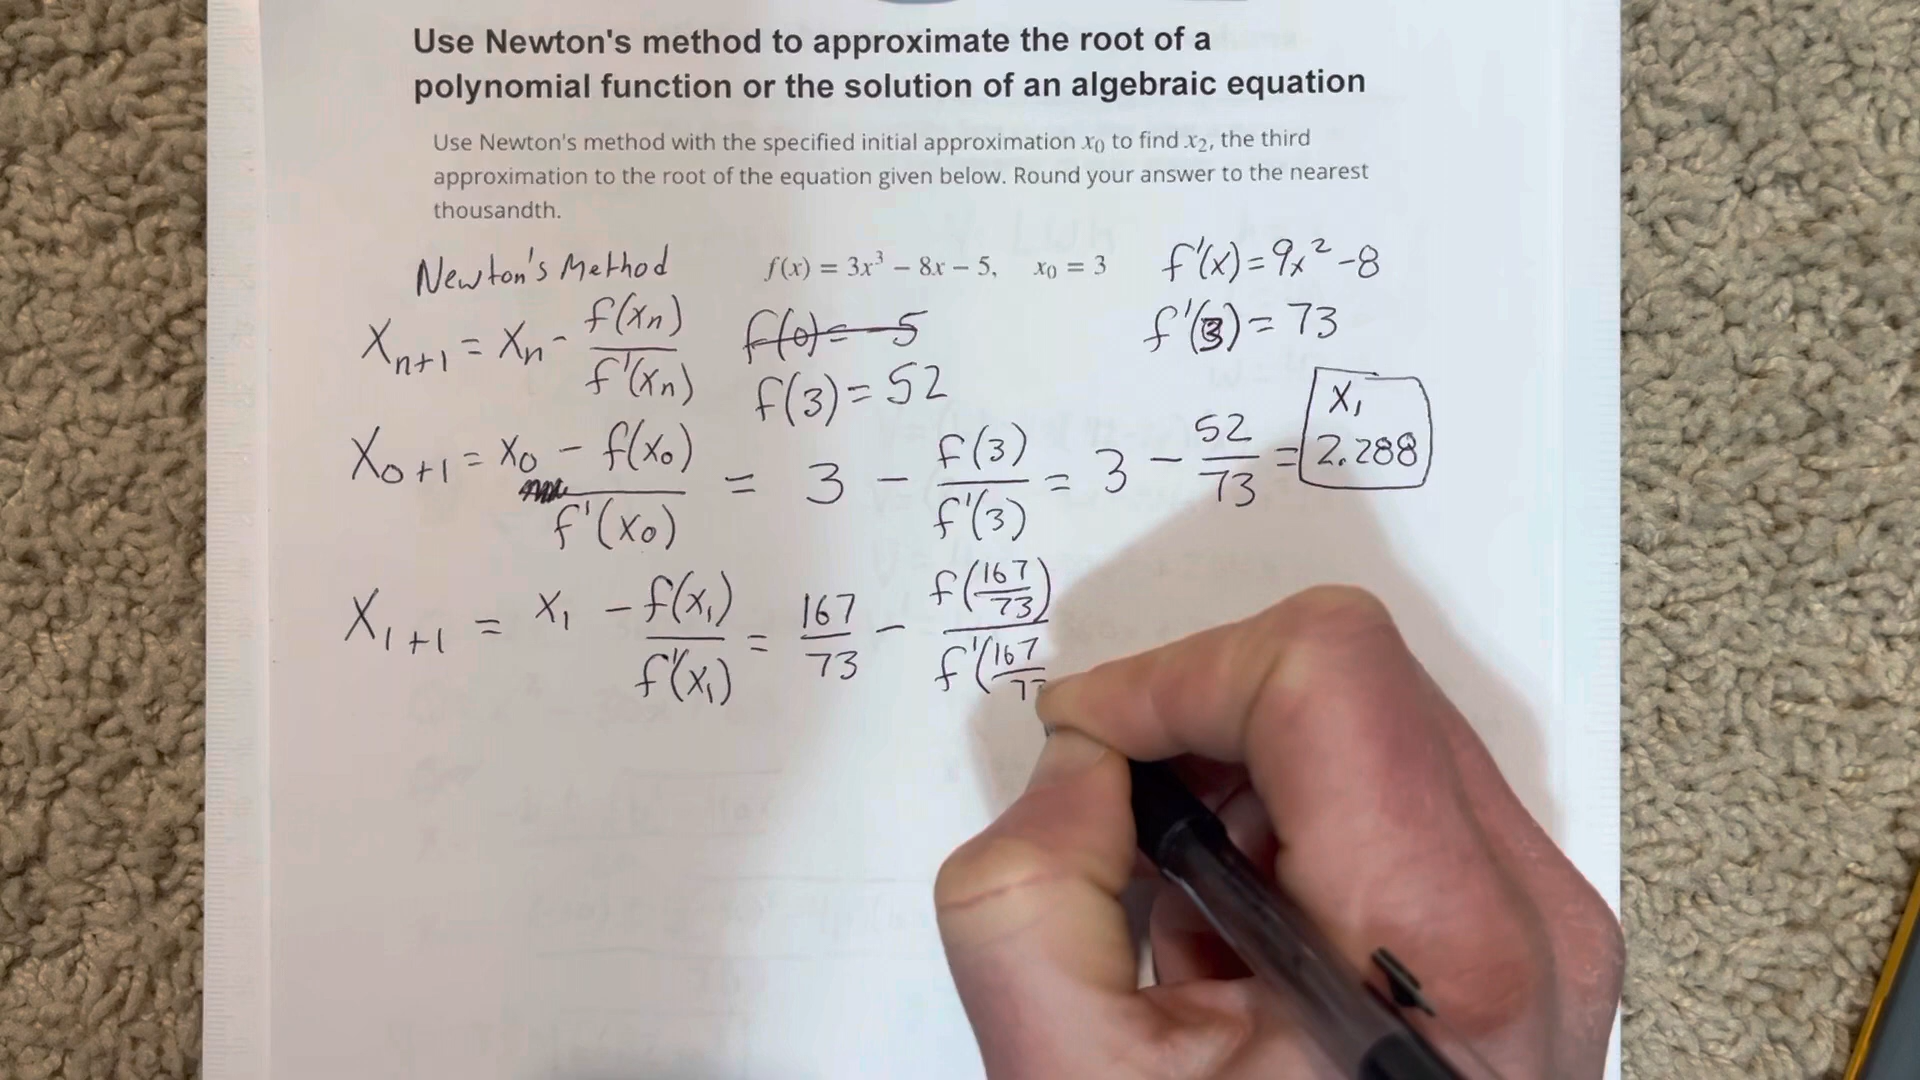 Use Newton's method to approximate the root of a
polynomial function or the solution of an algebraic equation
Use Newton's method with the specified initial approximation x₀ to find x₂, the third
approximation to the root of the equation given below. Round your answer to the nearest
thousandth.
Newton's Method f(x) = 3x³ − 8x − 5, x₀ = 3 f'(x) = 9x² - 8
Xₙ₊₁ = Xₙ - f(xₙ)/f'(xₙ) f(0) = -5 f'(3) = 73
f(3) = 52
X₀₊₁ = x₀ - f(x₀)/f'(x₀) = 3 - f(3)/f'(3) = 3 - 52/73 = X₁ 2.288
X₁₊₁ = X₁ - f(x₁)/f'(x₁) = 167/73 - f(167/73)/f'(167/7